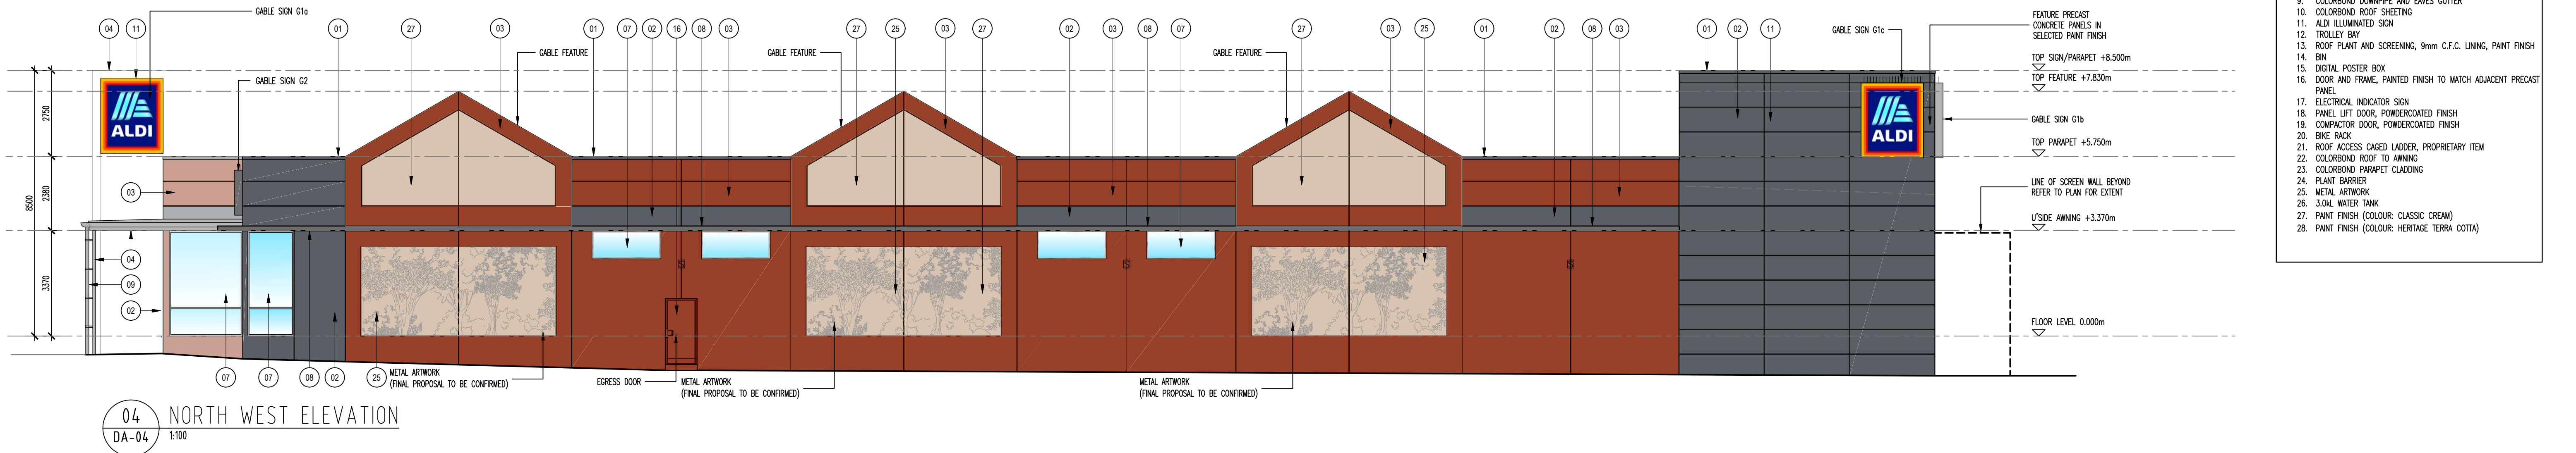 GABLE SIGN G1a
04
11
01
27
03
GABLE FEATURE
01
07
02
16
08
03
GABLE FEATURE
27
25
03
02
03
08
07
GABLE FEATURE
27
03
25
01
02
08
03
01
02
11
GABLE SIGN G1c
FEATURE PRECAST
CONCRETE PANELS IN
SELECTED PAINT FINISH
TOP SIGN/PARAPET +8.500m
TOP FEATURE +7.830m
GABLE SIGN G1b
TOP PARAPET +5.750m
LINE OF SCREEN WALL BEYOND
REFER TO PLAN FOR EXTENT
U'SIDE AWNING +3.370m
FLOOR LEVEL 0.000m
GABLE SIGN G2
ALDI
ALDI
8500
2750
2380
3370
03
04
09
02
07
07
08
02
25
METAL ARTWORK
(FINAL PROPOSAL TO BE CONFIRMED)
EGRESS DOOR
METAL ARTWORK
(FINAL PROPOSAL TO BE CONFIRMED)
METAL ARTWORK
(FINAL PROPOSAL TO BE CONFIRMED)
04
DA-04
NORTH WEST ELEVATION
1:100
9. COLORBOND DOWNPIPE AND EAVES GUTTER
10. COLORBOND ROOF SHEETING
11. ALDI ILLUMINATED SIGN
12. TROLLEY BAY
13. ROOF PLANT AND SCREENING, 9mm C.F.C. LINING, PAINT FINISH
14. BIN
15. DIGITAL POSTER BOX
16. DOOR AND FRAME, PAINTED FINISH TO MATCH ADJACENT PRECAST
PANEL
17. ELECTRICAL INDICATOR SIGN
18. PANEL LIFT DOOR, POWDERCOATED FINISH
19. COMPACTOR DOOR, POWDERCOATED FINISH
20. BIKE RACK
21. ROOF ACCESS CAGED LADDER, PROPRIETARY ITEM
22. COLORBOND ROOF TO AWNING
23. COLORBOND PARAPET CLADDING
24. PLANT BARRIER
25. METAL ARTWORK
26. 3.0kL WATER TANK
27. PAINT FINISH (COLOUR: CLASSIC CREAM)
28. PAINT FINISH (COLOUR: HERITAGE TERRA COTTA)